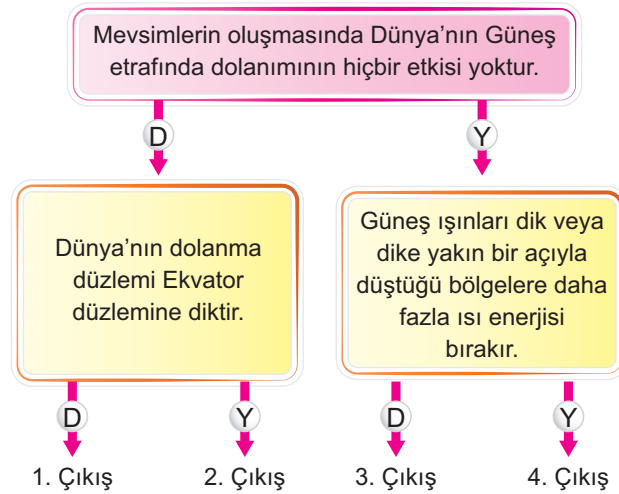 Mevsimlerin oluşmasında Dünya’nın Güneş
etrafında dolanımının hiçbir etkisi yoktur.
D
Y
Dünya’nın dolanma
düzlemi Ekvator
düzlemine diktir.
Güneş ışınları dik veya
dike yakın bir açıyla
düştüğü bölgelere daha
fazla ısı enerjisi
bırakır.
D
Y
D
Y
1. Çıkış
2. Çıkış
3. Çıkış
4. Çıkış